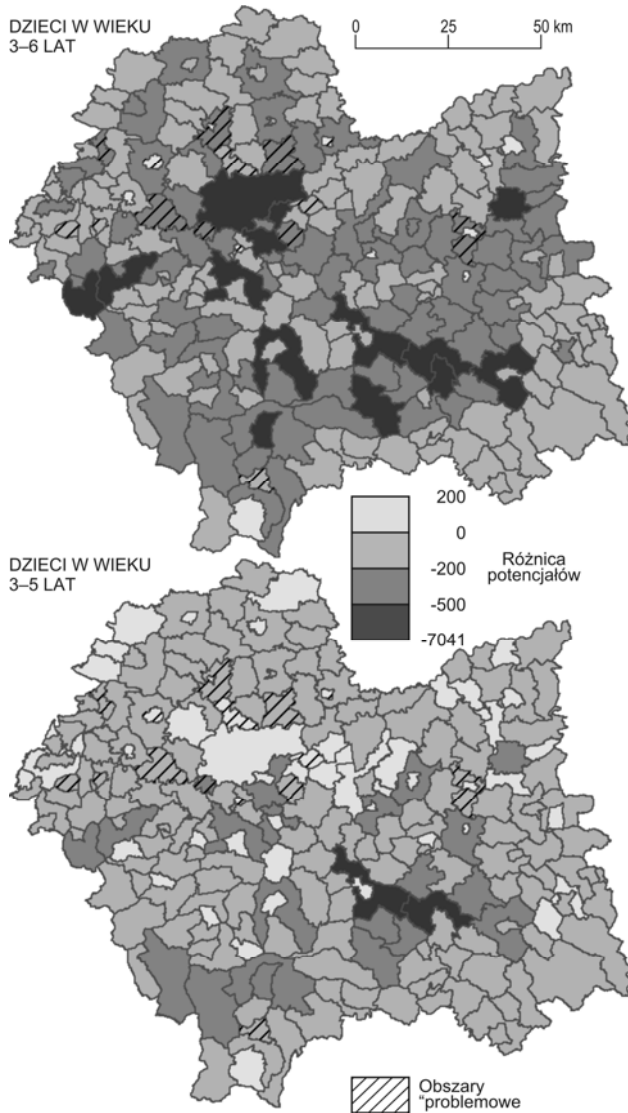 DZIECI W WIEKU
3–6 LAT
0 25 50 km
200
0
-200
-500
-7041
Różnica
potencjałów
DZIECI W WIEKU
3–5 LAT
Obszary
“problemowe